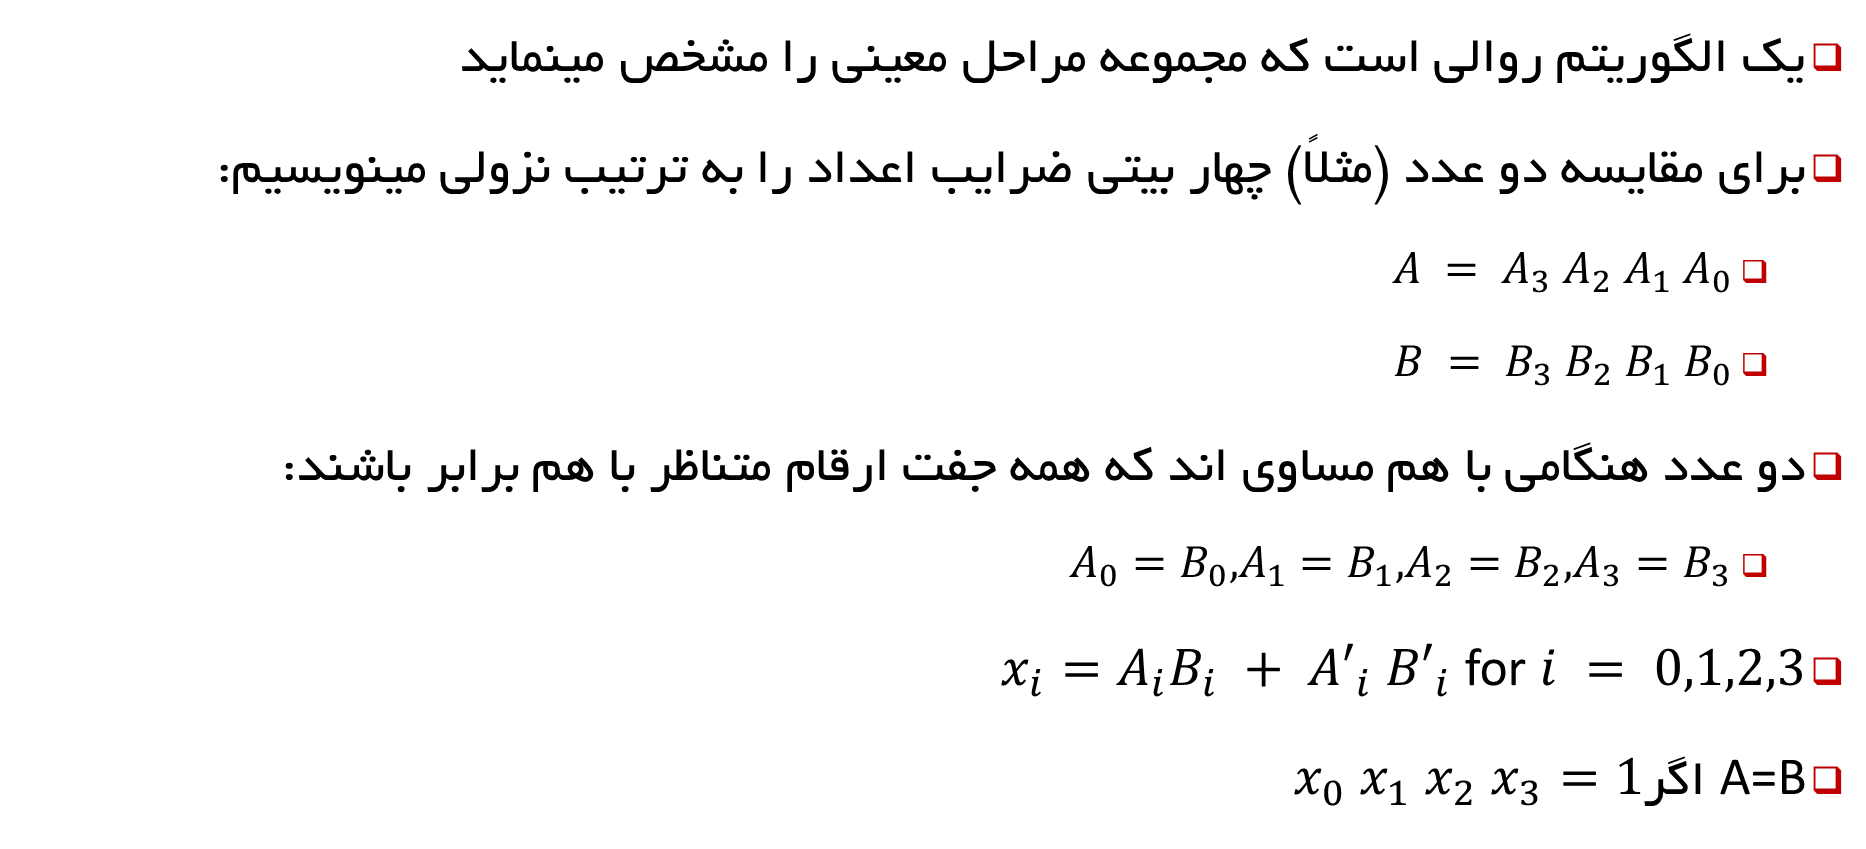 یک الگوریتم روالی است که مجموعه مراحل معینی را مشخص مینماید
برای مقایسه دو عدد (مثلاً) چهار بیتی ضرایب اعداد را به ترتیب نزولی مینویسیم:
A = A₃ A₂ A₁ A₀
B = B₃ B₂ B₁ B₀
دو عدد هنگامی با هم مساوی اند که همه جفت ارقام متناظر با هم برابر باشند:
A₀ = B₀,A₁ = B₁,A₂ = B₂,A₃ = B₃
xᵢ = AᵢBᵢ + A′ᵢ B′ᵢ for i = 0,1,2,3
A=B اگر x₀ x₁ x₂ x₃ = 1